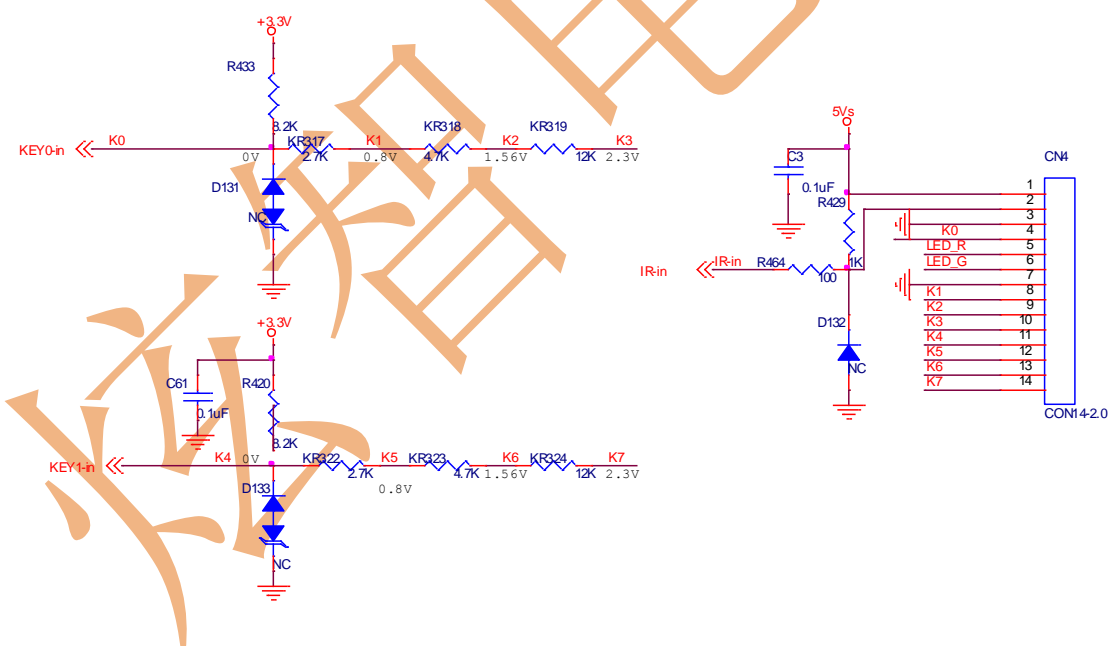 +3.3V
R433
8.2K
KEY0-in
K0
0V
KR317
2.7K
K1
0.8V
KR318
4.7K
K2
1.56V
KR319
12K
K3
2.3V
D131
NC
+3.3V
C61
0.1uF
R420
8.2K
KEY1-in
K4
0V
KR322
2.7K
K5
0.8V
KR323
4.7K
K6
1.56V
KR324
12K
K7
2.3V
D133
NC
5Vs
C3
0.1uF
R429
1K
IR-in
IR-in
R464
100
D132
NC
CN4
1
2
3
K0 4
LED_R 5
LED_G 6
7
K1 8
K2 9
K3 10
K4 11
K5 12
K6 13
K7 14
CON14-2.0